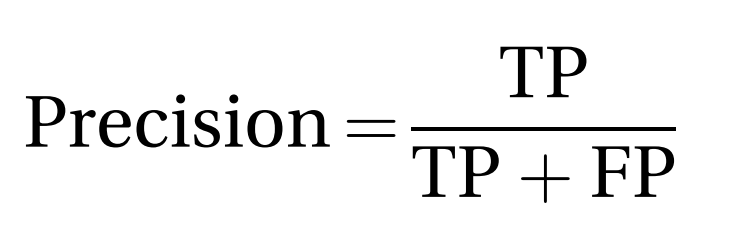 Precision = TP / (TP + FP)